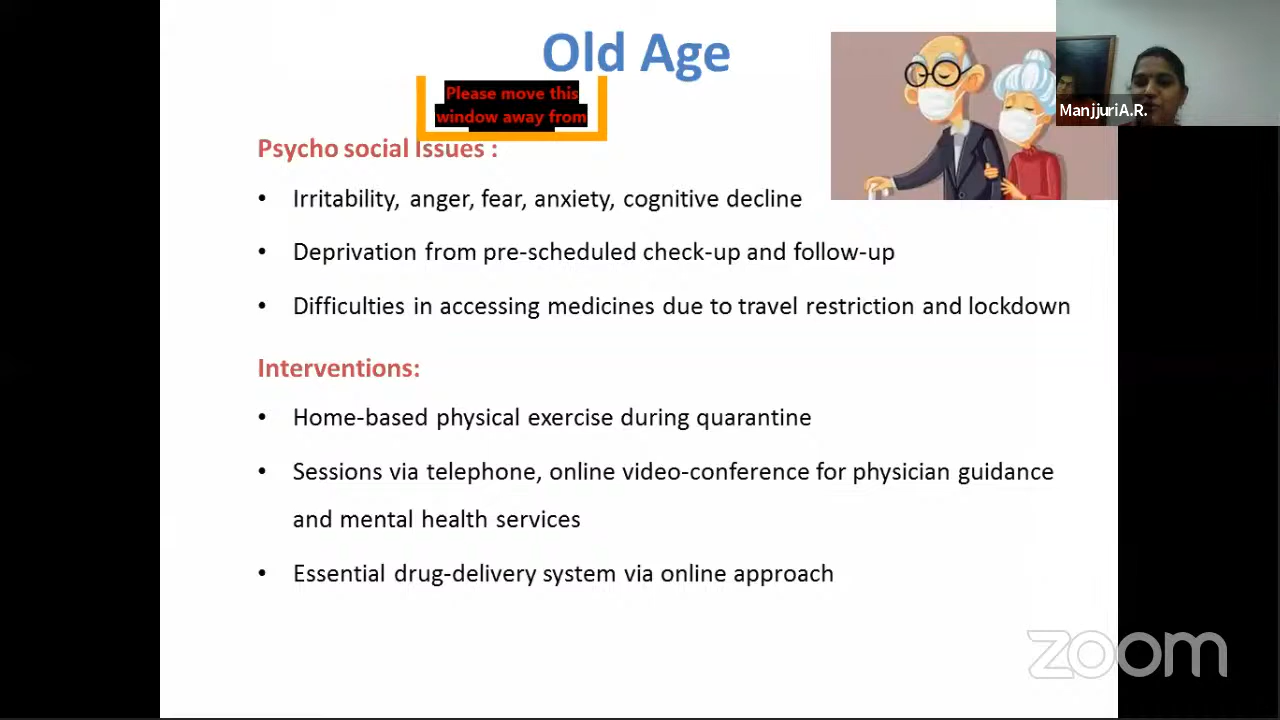 Old Age
Please move this
window away from
ManjjuriA.R.
Psycho social Issues :
• Irritability, anger, fear, anxiety, cognitive decline
• Deprivation from pre-scheduled check-up and follow-up
• Difficulties in accessing medicines due to travel restriction and lockdown
Interventions:
• Home-based physical exercise during quarantine
• Sessions via telephone, online video-conference for physician guidance
and mental health services
• Essential drug-delivery system via online approach
zoom